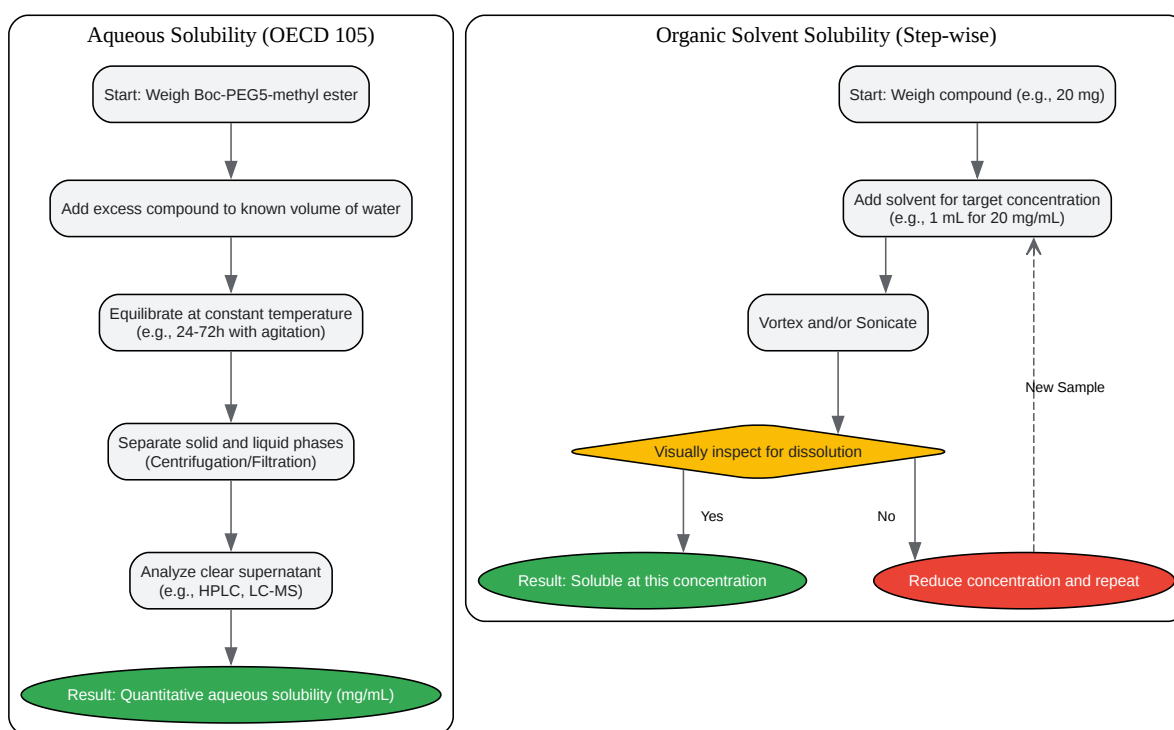 Aqueous Solubility (OECD 105)
Start: Weigh Boc-PEG5-methyl ester
Add excess compound to known volume of water
Equilibrate at constant temperature
(e.g., 24-72h with agitation)
Separate solid and liquid phases
(Centrifugation/Filtration)
Analyze clear supernatant
(e.g., HPLC, LC-MS)
Result: Quantitative aqueous solubility (mg/mL)
Organic Solvent Solubility (Step-wise)
Start: Weigh compound (e.g., 20 mg)
Add solvent for target concentration
(e.g., 1 mL for 20 mg/mL)
Vortex and/or Sonicate
New Sample
Visually inspect for dissolution
Yes
No
Result: Soluble at this concentration
Reduce concentration and repeat